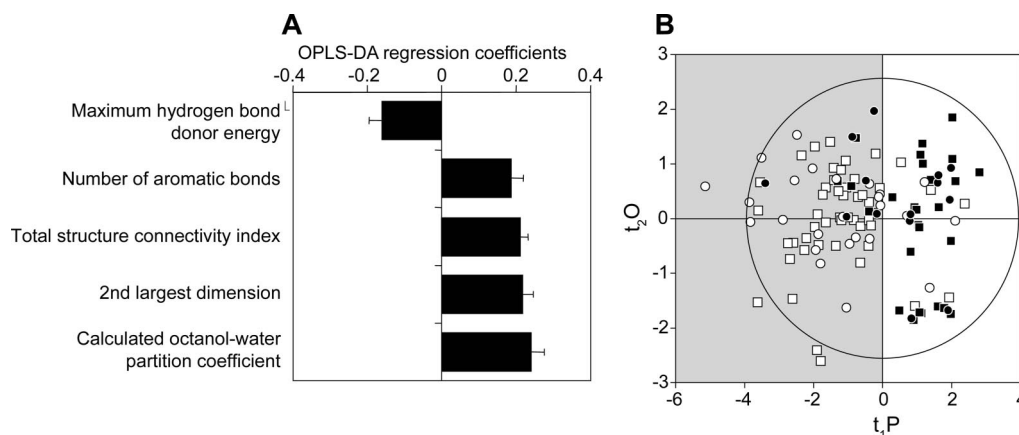 A
OPLS-DA regression coefficients
-0.4 -0.2 0 0.2 0.4
Maximum hydrogen bond
donor energy
Number of aromatic bonds
Total structure connectivity index
2nd largest dimension
Calculated octanol-water
partition coefficient
B
3
2
1
0
-1
-2
-3
t₂O
-6 -4 -2 0 2 4
t₁P